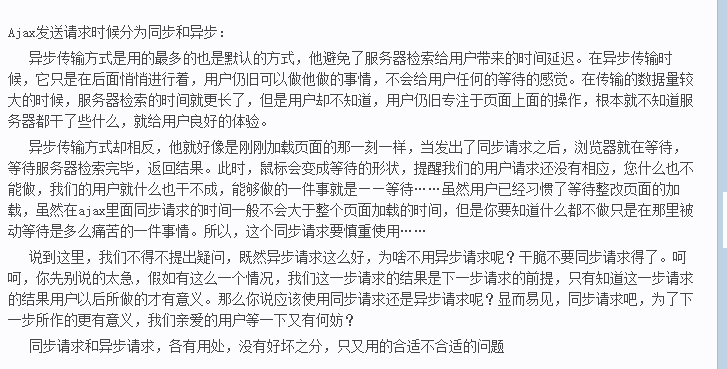 Ajax发送请求时候分为同步和异步：
异步传输方式是用的最多的也是默认的方式，他避免了服务器检索给用户带来的时间延迟。在异步传输时
候，它只是在后面悄悄进行着，用户仍旧可以做他做的事情，不会给用户任何的等待的感觉。在传输的数据量较
大的时候，服务器检索的时间就更长了，但是用户却不知道，用户仍旧专注于页面上面的操作，根本就不知道服
务器都干了些什么，就给用户良好的体验。
异步传输方式却相反，他就好像是刚刚加载页面的那一刻一样，当发出了同步请求之后，浏览器就在等待，
等待服务器检索完毕，返回结果。此时，鼠标会变成等待的形状，提醒我们的用户请求还没有相应，您什么也不
能做，我们的用户就什么也干不成，能够做的一件事就是——等待……虽然用户已经习惯了等待整改页面的加
载，虽然在ajax里面同步请求的时间一般不会大于整个页面加载的时间，但是你要知道什么都不做只是在那里被
动等待是多么痛苦的一件事情。所以，这个同步请求要慎重使用……
说到这里，我们不得不提出疑问，既然异步请求这么好，为啥不用异步请求呢？干脆不要同步请求得了。呵
呵，你先别说的太急，假如有这么一个情况，我们这一步请求的结果是下一步请求的前提，只有知道这一步请求
的结果用户以后所做的才有意义。那么你说应该使用同步请求还是异步请求呢？显而易见，同步请求吧，为了下
一步所作的更有意义，我们亲爱的用户等一下又有何妨？
同步请求和异步请求，各有用处，没有好坏之分，只又用的合适不合适的问题